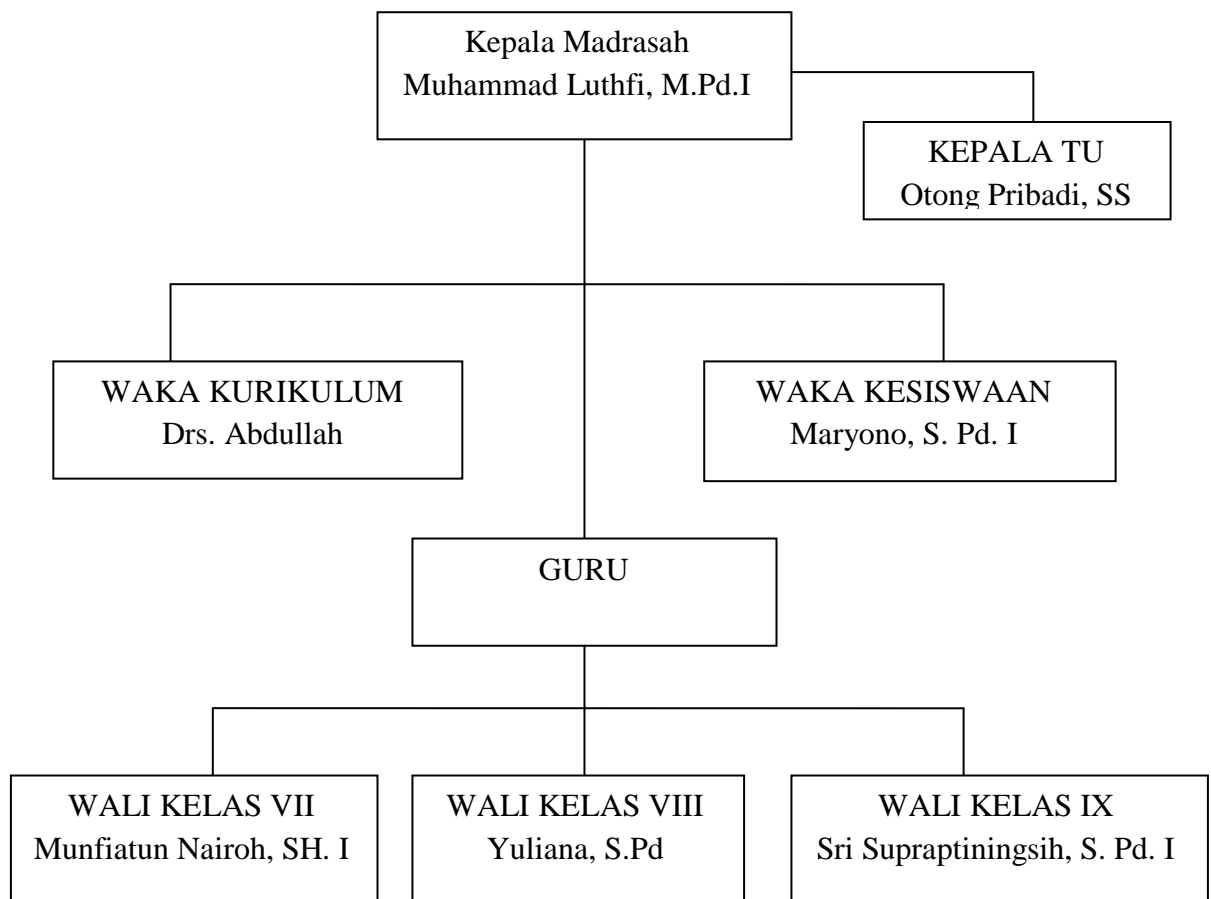 Kepala Madrasah
Muhammad Luthfi, M.Pd.I
KEPALA TU
Otong Pribadi, SS
WAKA KURIKULUM
Drs. Abdullah
WAKA KESISWAAN
Maryono, S. Pd. I
GURU
WALI KELAS VII
Munfiatun Nairoh, SH. I
WALI KELAS VIII
Yuliana, S.Pd
WALI KELAS IX
Sri Supraptiningsih, S. Pd. I